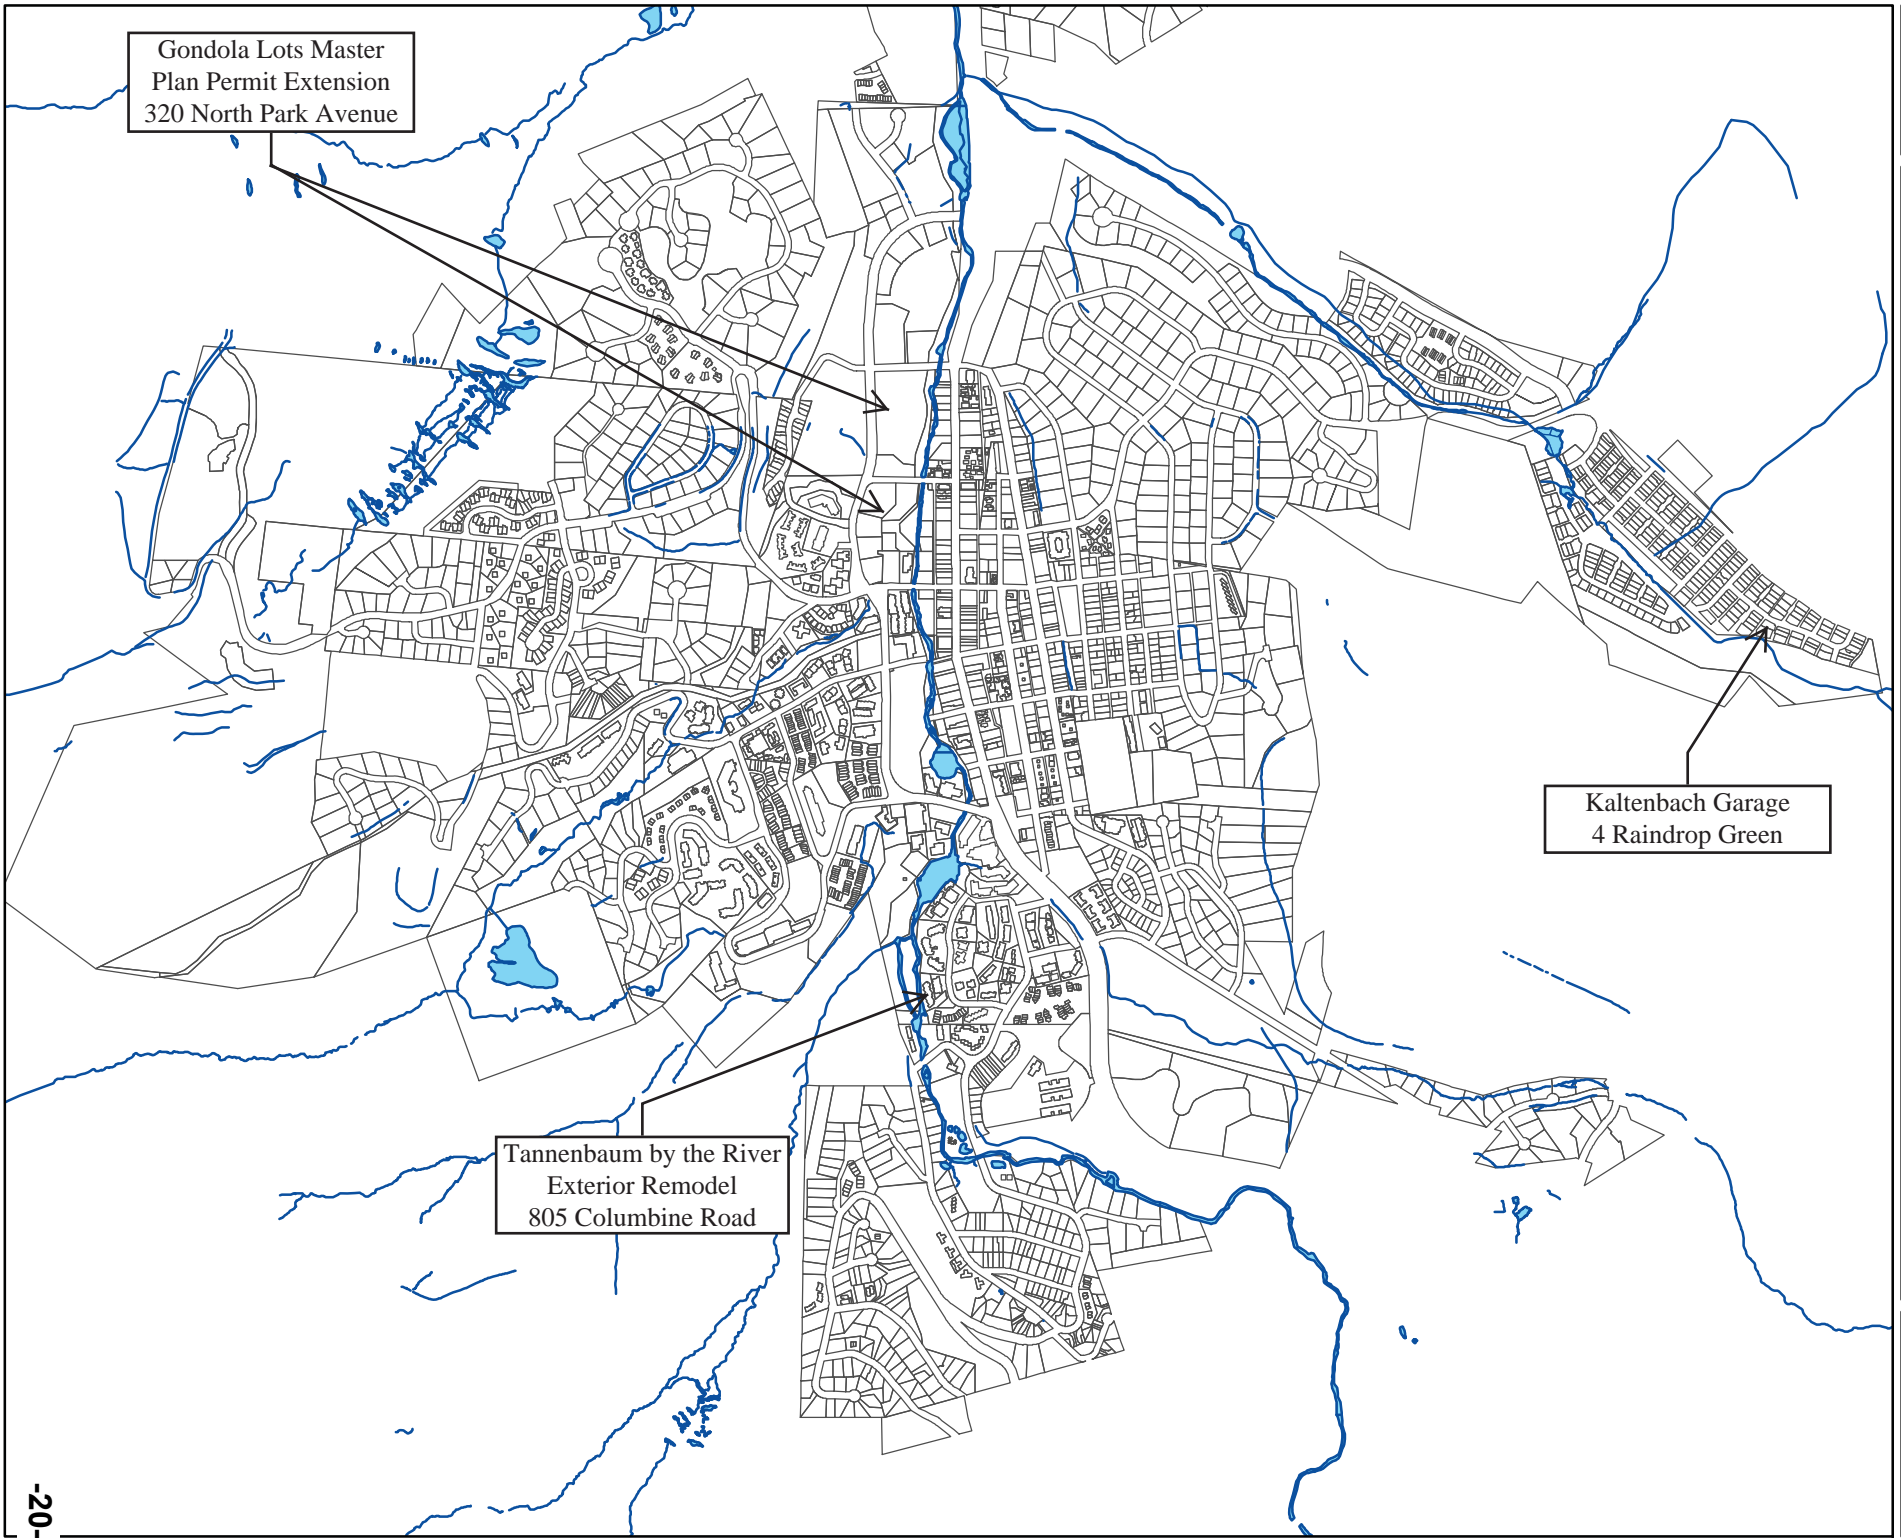 Gondola Lots Master
Plan Permit Extension
320 North Park Avenue
Kaltenbach Garage
4 Raindrop Green
Tannenbaum by the River
Exterior Remodel
805 Columbine Road
-20-